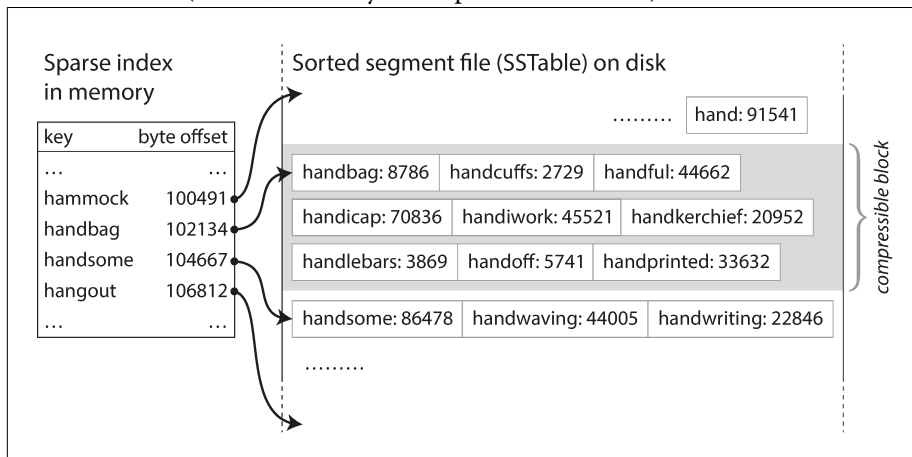 Sparse index
in memory
key byte offset
... ...
hammock 100491
handbag 102134
handsome 104667
hangout 106812
... ...
Sorted segment file (SSTable) on disk
......... hand: 91541
handbag: 8786 handcuffs: 2729 handful: 44662
handicap: 70836 handiwork: 45521 handkerchief: 20952
handlebars: 3869 handoff: 5741 handprinted: 33632
handsome: 86478 handwaving: 44005 handwriting: 22846
.........
compressible block